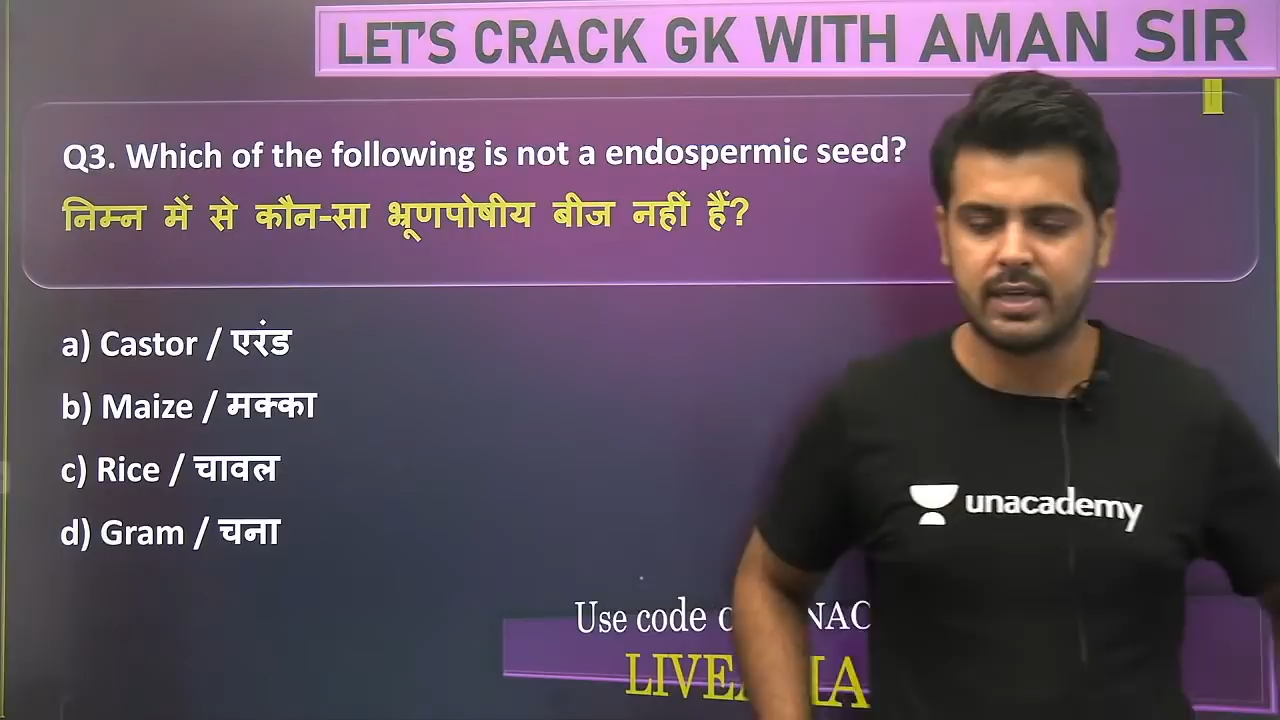 LET'S CRACK GK WITH AMAN SIR
Q3. Which of the following is not a endospermic seed?
निम्न में से कौन-सा भ्रूणपोषीय बीज नहीं हैं?
a) Castor / एरंड
b) Maize / मक्का
c) Rice / चावल
d) Gram / चना
unacademy
Use code